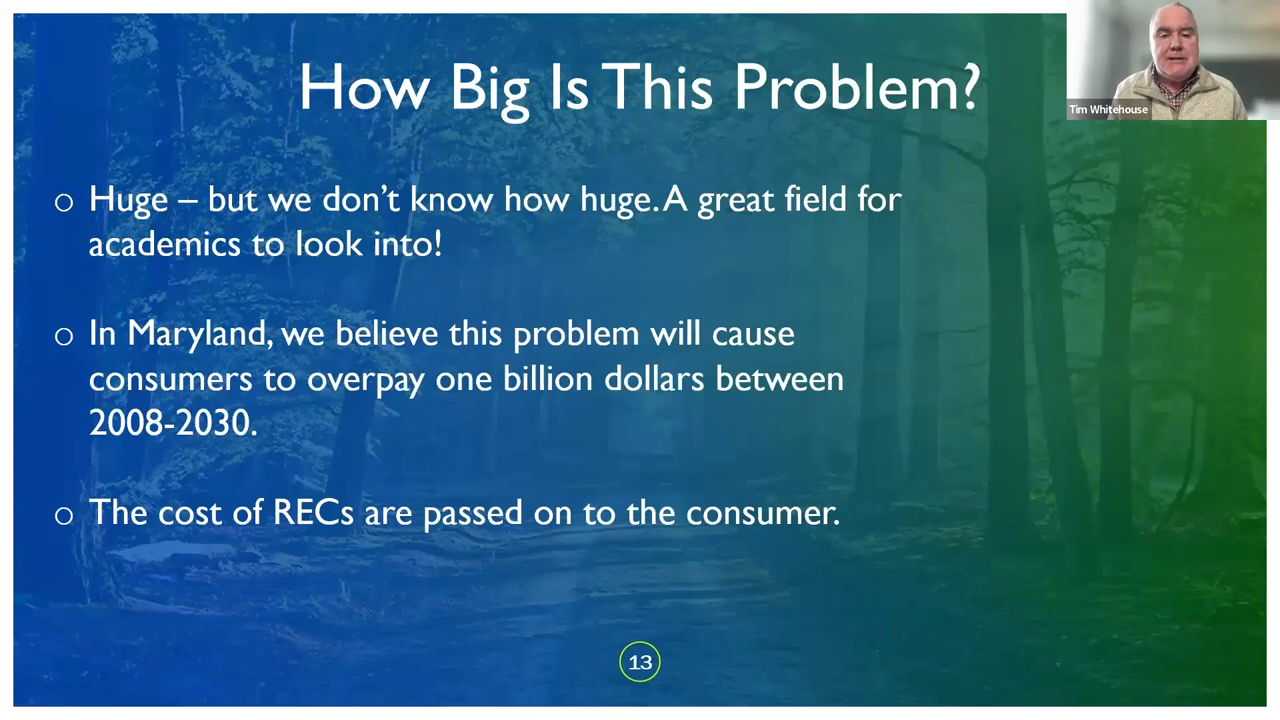 How Big Is This Problem?
Tim Whitehouse
o Huge – but we don’t know how huge. A great field for
academics to look into!
o In Maryland, we believe this problem will cause
consumers to overpay one billion dollars between
2008-2030.
o The cost of RECs are passed on to the consumer.
13